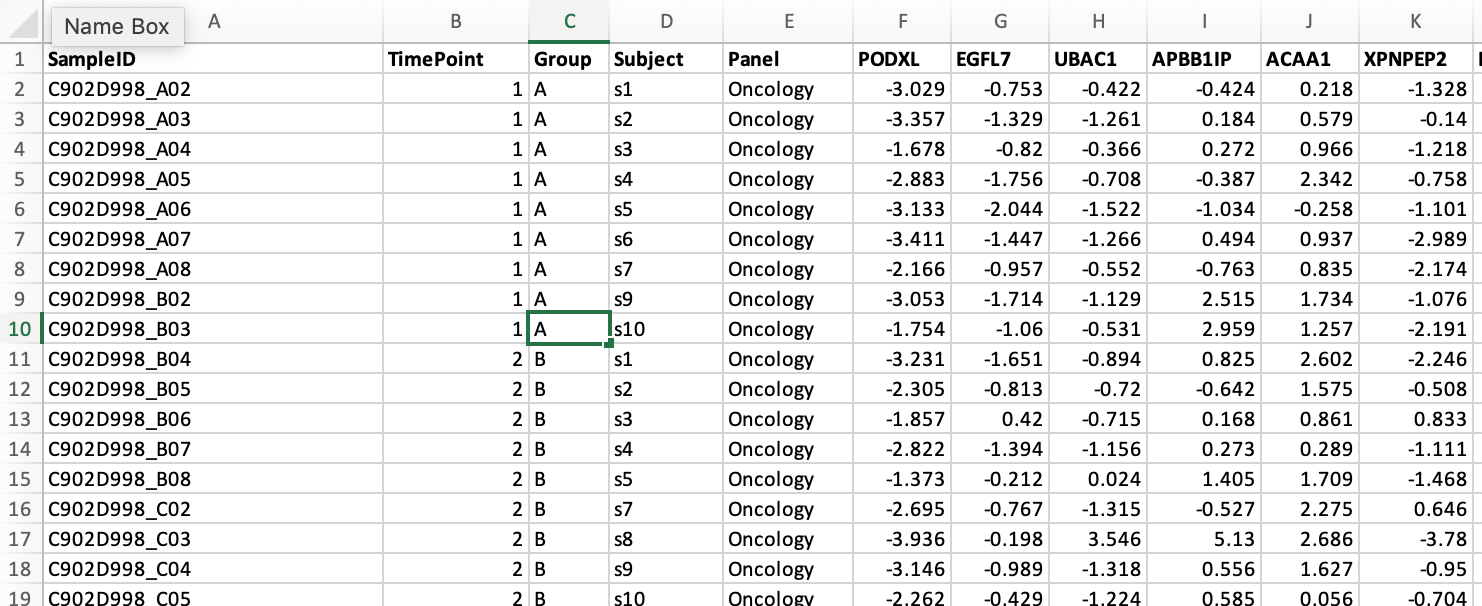 Name Box A B C D E F G H I J K
1 SampleID TimePoint Group Subject Panel PODXL EGFL7 UBAC1 APBB1IP ACAA1 XPNPEP2
2 C902D998_A02 1 A s1 Oncology -3.029 -0.753 -0.422 -0.424 0.218 -1.328
3 C902D998_A03 1 A s2 Oncology -3.357 -1.329 -1.261 0.184 0.579 -0.14
4 C902D998_A04 1 A s3 Oncology -1.678 -0.82 -0.366 0.272 0.966 -1.218
5 C902D998_A05 1 A s4 Oncology -2.883 -1.756 -0.708 -0.387 2.342 -0.758
6 C902D998_A06 1 A s5 Oncology -3.133 -2.044 -1.522 -1.034 -0.258 -1.101
7 C902D998_A07 1 A s6 Oncology -3.411 -1.447 -1.266 0.494 0.937 -2.989
8 C902D998_A08 1 A s7 Oncology -2.166 -0.957 -0.552 -0.763 0.835 -2.174
9 C902D998_B02 1 A s9 Oncology -3.053 -1.714 -1.129 2.515 1.734 -1.076
10 C902D998_B03 1 A s10 Oncology -1.754 -1.06 -0.531 2.959 1.257 -2.191
11 C902D998_B04 2 B s1 Oncology -3.231 -1.651 -0.894 0.825 2.602 -2.246
12 C902D998_B05 2 B s2 Oncology -2.305 -0.813 -0.72 -0.642 1.575 -0.508
13 C902D998_B06 2 B s3 Oncology -1.857 0.42 -0.715 0.168 0.861 0.833
14 C902D998_B07 2 B s4 Oncology -2.822 -1.394 -1.156 0.273 0.289 -1.111
15 C902D998_B08 2 B s5 Oncology -1.373 -0.212 0.024 1.405 1.709 -1.468
16 C902D998_C02 2 B s7 Oncology -2.695 -0.767 -1.315 -0.527 2.275 0.646
17 C902D998_C03 2 B s8 Oncology -3.936 -0.198 3.546 5.13 2.686 -3.78
18 C902D998_C04 2 B s9 Oncology -3.146 -0.989 -1.318 0.556 1.627 -0.95
19 C902D998_C05 2 B s10 Oncology -2.262 -0.429 -1.224 0.585 0.056 -0.704